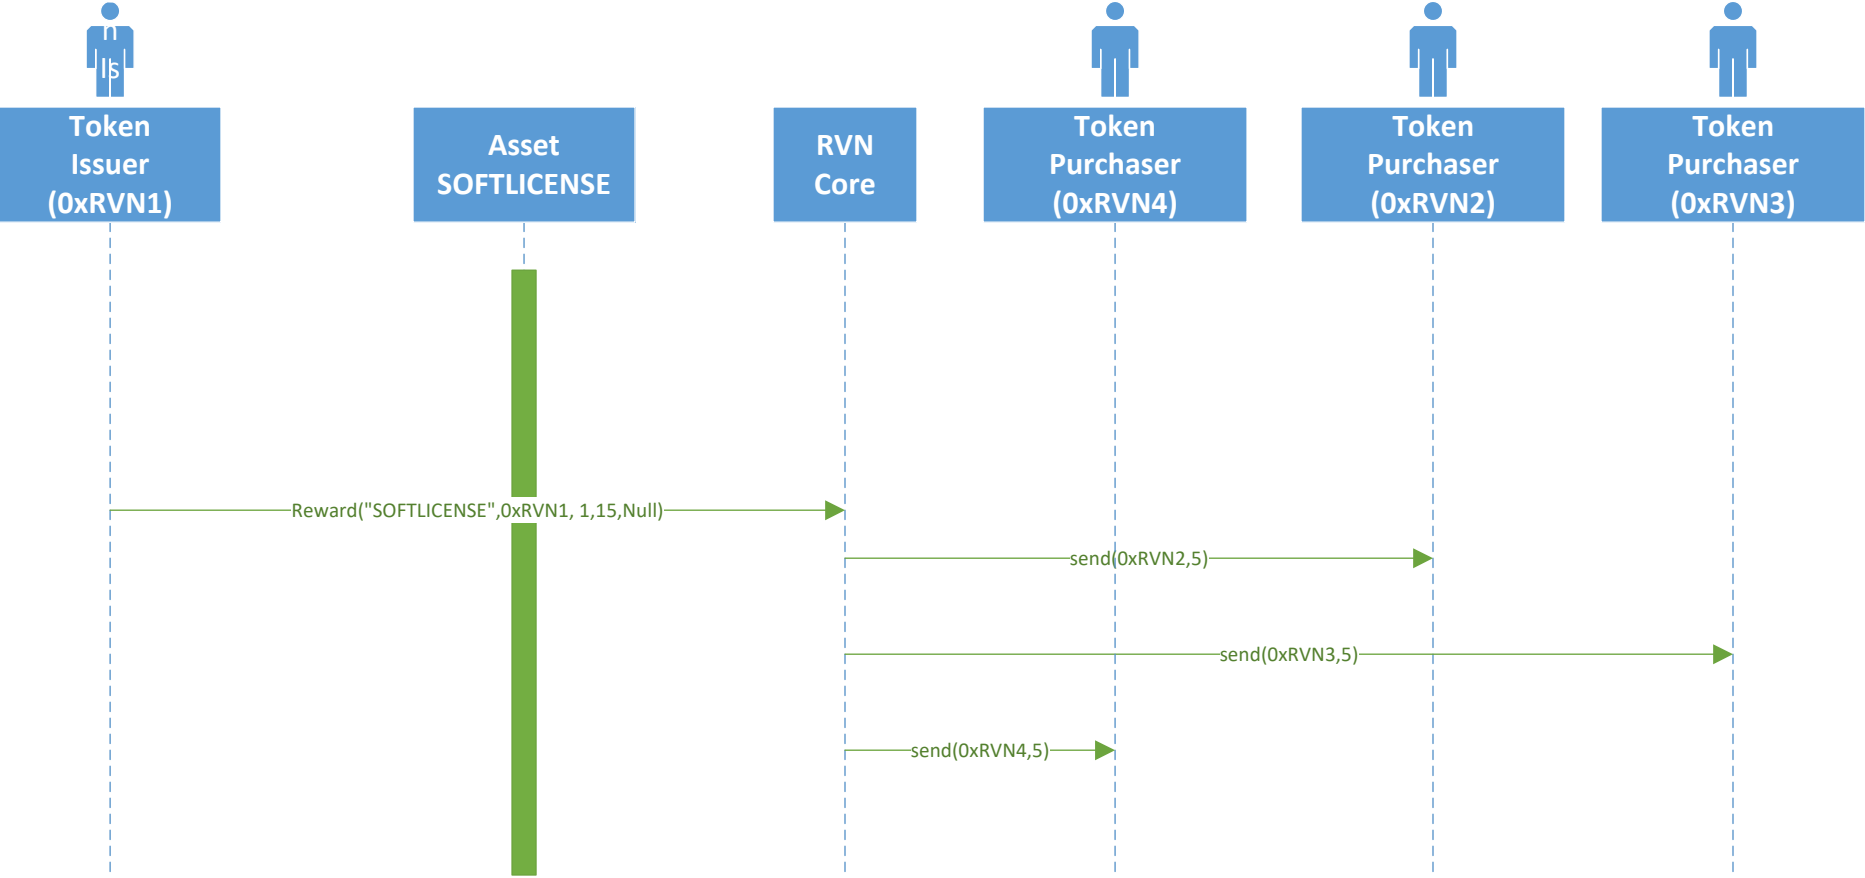 n
Is
Token
Issuer
(0xRVN1)
Asset
SOFTLICENSE
RVN
Core
Token
Purchaser
(0xRVN4)
Token
Purchaser
(0xRVN2)
Token
Purchaser
(0xRVN3)
Reward("SOFTLICENSE",0xRVN1, 1,15,Null)
send(0xRVN2,5)
send(0xRVN3,5)
send(0xRVN4,5)